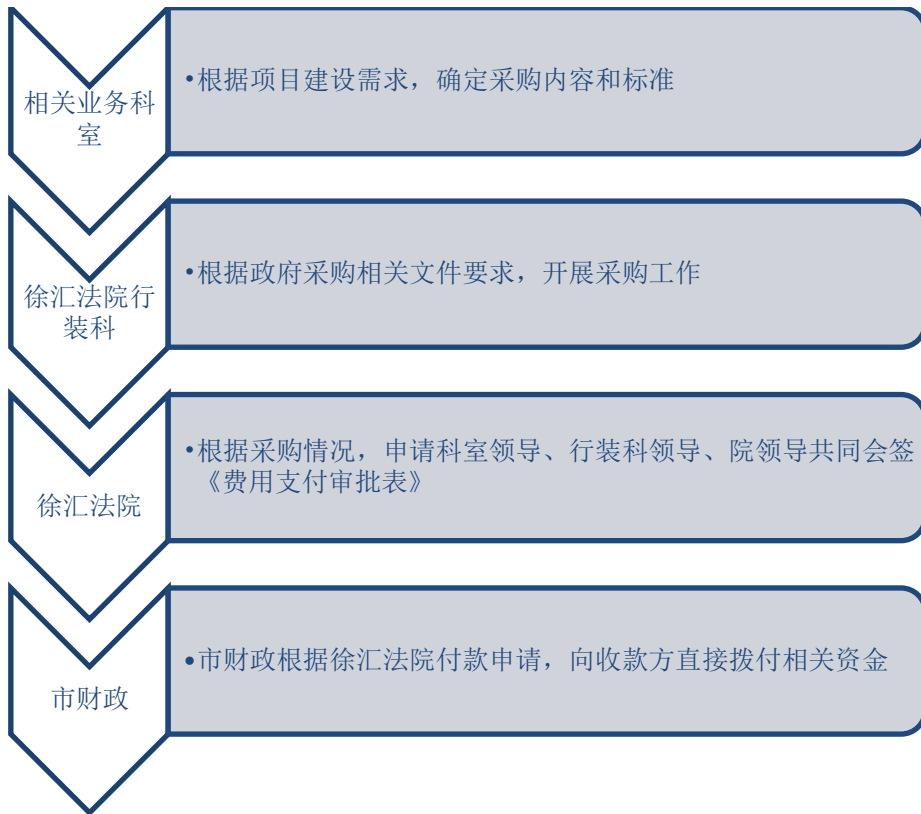 相关业务科
室
•根据项目建设需求，确定采购内容和标准
徐汇法院行
装科
•根据政府采购相关文件要求，开展采购工作
徐汇法院
•根据采购情况，申请科室领导、行装科领导、院领导共同会签
《费用支付审批表》
市财政
•市财政根据徐汇法院付款申请，向收款方直接拨付相关资金